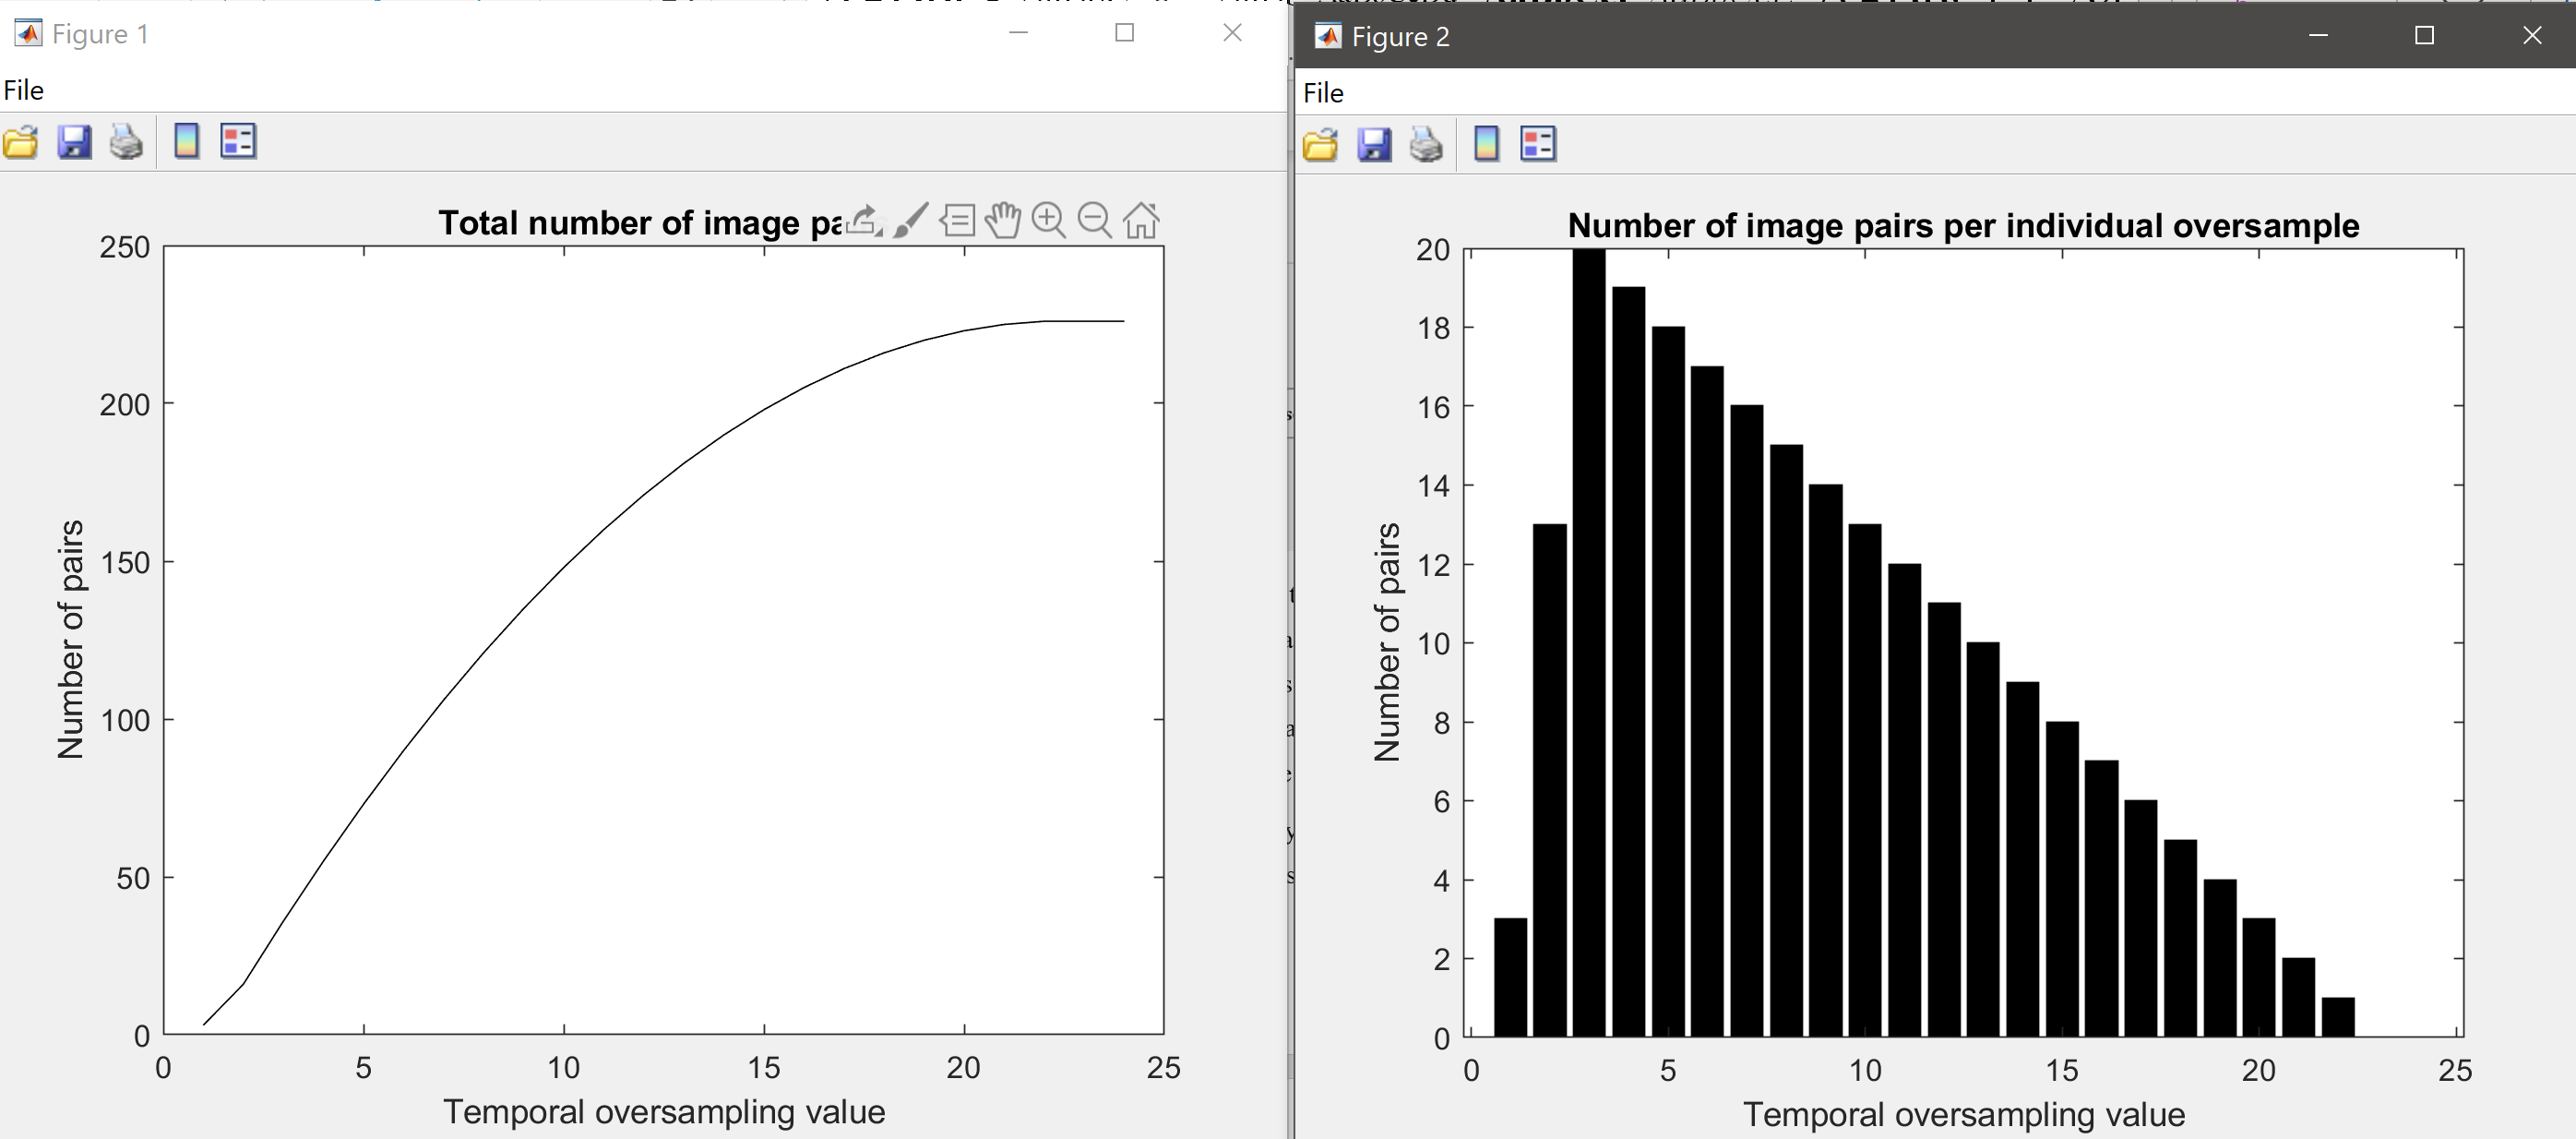 Figure 1
File
Total number of image pa
250
200
150
100
50
0
Number of pairs
0 5 10 15 20 25
Temporal oversampling value
Figure 2
File
Number of image pairs per individual oversample
20
18
16
14
12
10
8
6
4
2
0
Number of pairs
0 5 10 15 20 25
Temporal oversampling value